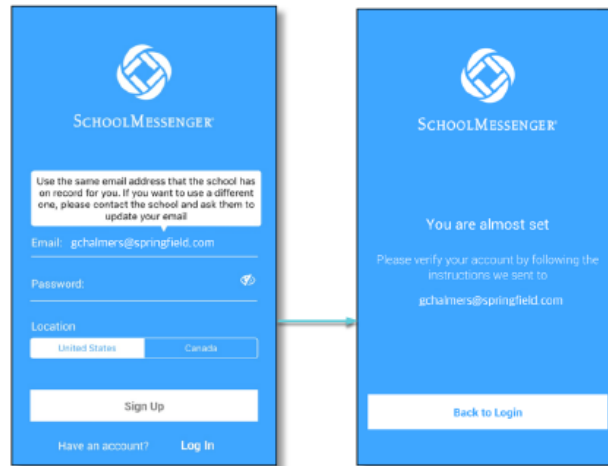 SCHOOLMESSENGER®
Use the same email address that the school has
on record for you. If you want to use a different
one, please contact the school and ask them to
update your email
Email: gchalmers@springfield.com
Password:
Location
United States Canada
Sign Up
Have an account? Log In
SCHOOLMESSENGER®
You are almost set
Please verify your account by following the
instructions we sent to
gchalmers@springfield.com
Back to Login